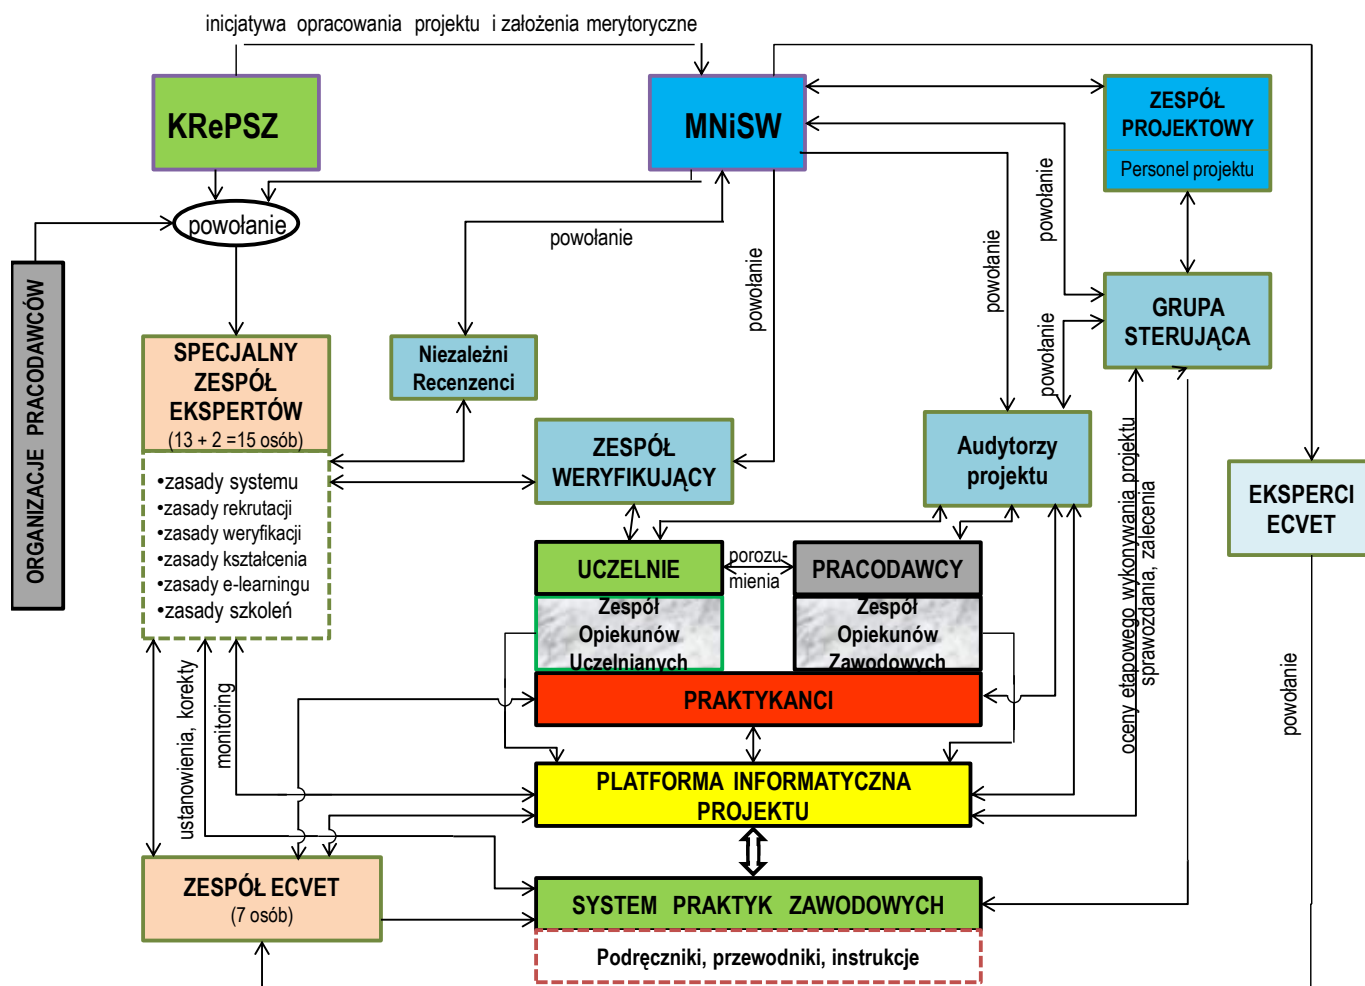 inicjatywa opracowania projektu i założenia merytoryczne
KRePSZ
MNiSW
ZESPÓŁ
PROJEKTOWY
Personel projektu
powołanie
powołanie
powołanie
powołanie
powołanie
powołanie
ORGANIZACJE PRACODAWCÓW
GRUPA
STERUJĄCA
SPECJALNY
ZESPÓŁ
EKSPERTÓW
(13 + 2 =15 osób)
Niezależni
Recenzenci
•zasady systemu
•zasady rekrutacji
•zasady weryfikacji
•zasady kształcenia
•zasady e-learningu
•zasady szkoleń
ZESPÓŁ
WERYFIKUJĄCY
Audytorzy
projektu
EKSPERCI
ECVET
oceny etapowego wykonywania projektu
sprawozdania, zalecenia
UCZELNIE
porozu-
mienia
PRACODAWCY
Zespół
Opiekunów
Uczelnianych
Zespół
Opiekunów
Zawodowych
PRAKTYKANCI
ustanowienia, korekty
monitoring
powołanie
PLATFORMA INFORMATYCZNA
PROJEKTU
ZESPÓŁ ECVET
(7 osób)
SYSTEM PRAKTYK ZAWODOWYCH
Podręczniki, przewodniki, instrukcje